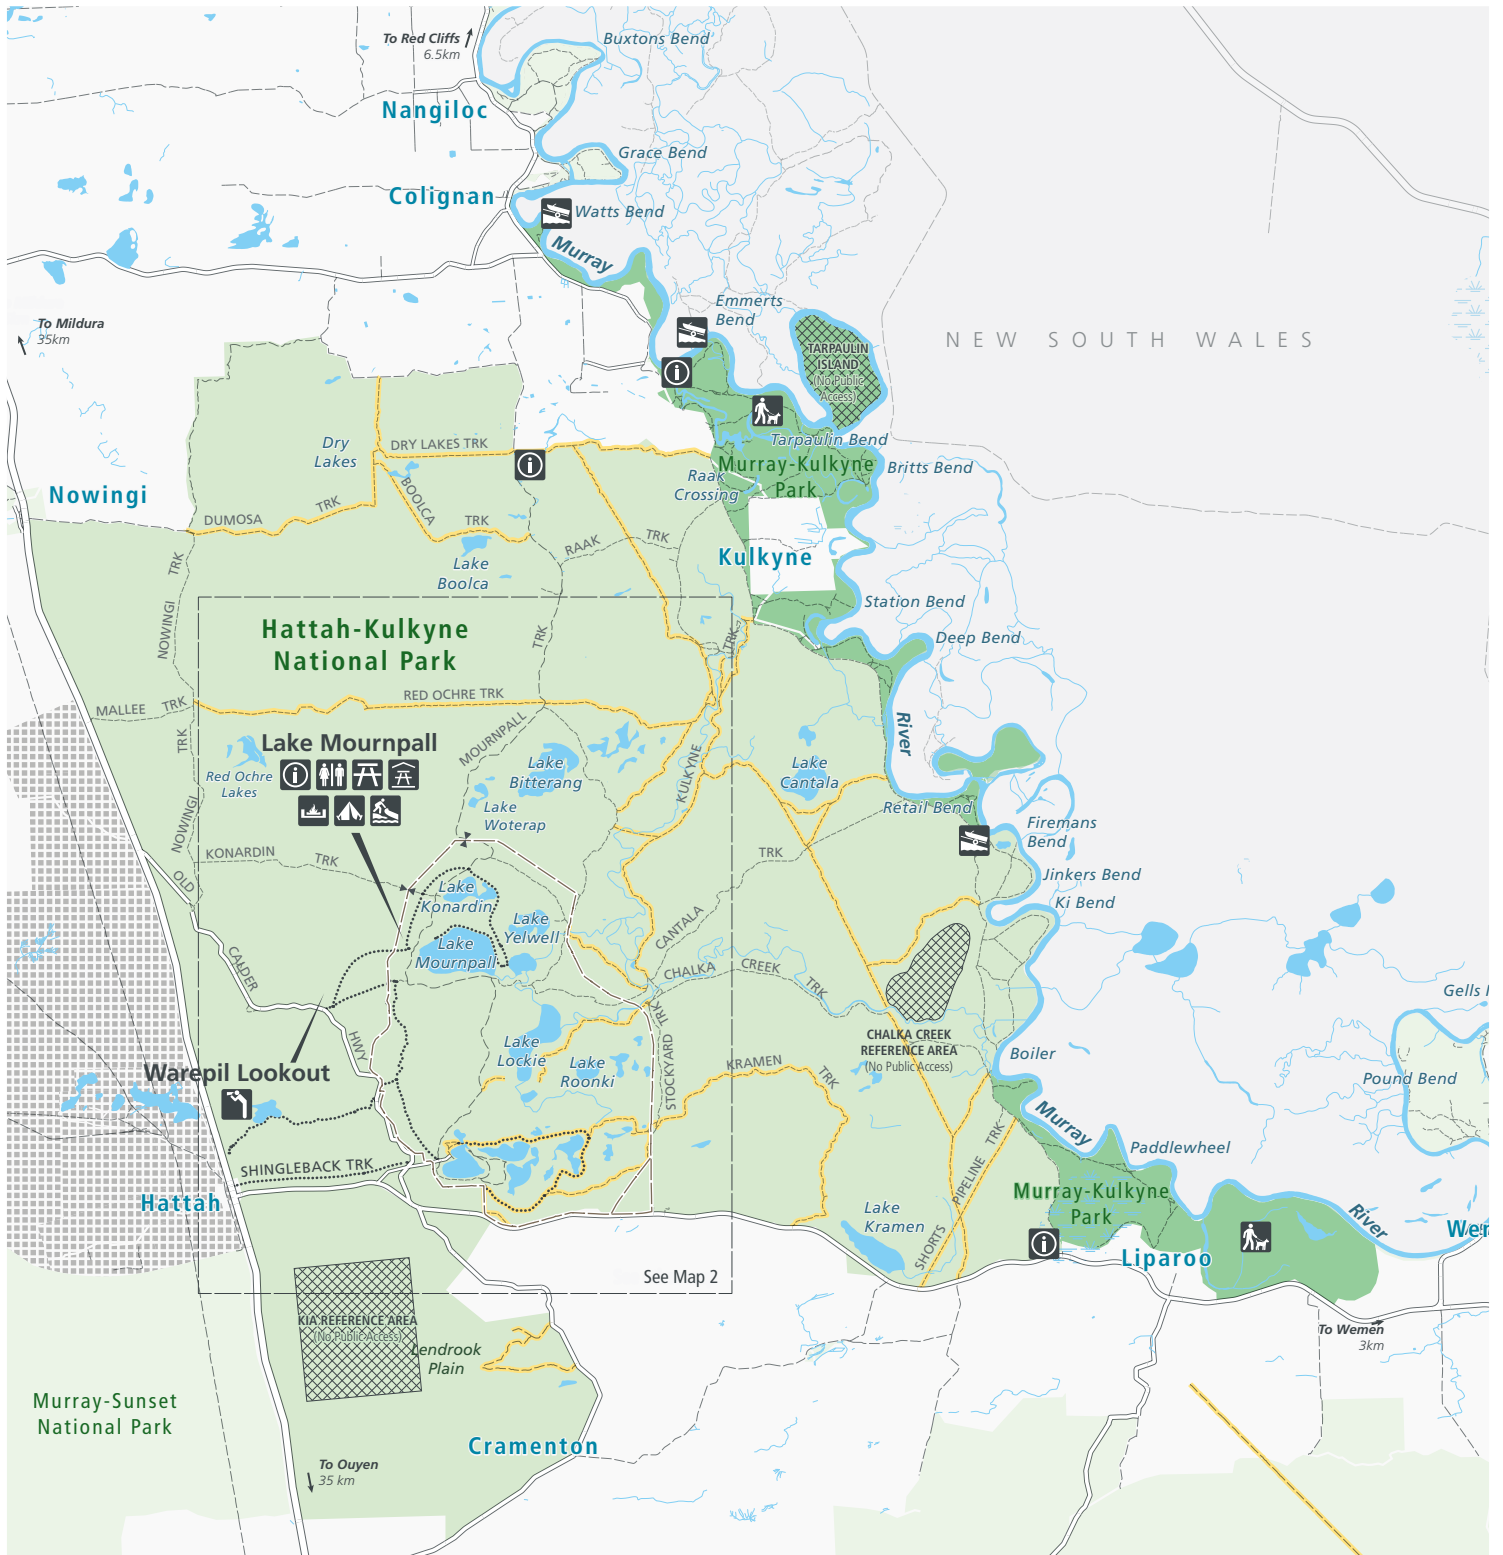 To Red Cliffs
6.5km
Buxtons Bend
Nangiloc
Grace Bend
Colignan
Watts Bend
Murray
Emmerts
Bend
To Mildura
35km
NEW SOUTH WALES
TARPAULIN
ISLAND
(No Public
Access)
Dry
Lakes
DRY LAKES TRK
Tarpaulin Bend
Murray-Kulkyne
Park
Britts Bend
Raak
Crossing
Nowingi
BOOLCA
TRK
DUMOSA
TRK
RAAK
TRK
Kulkyne
Lake
Boolca
NOWINGI
TRK
Station Bend
Hattah-Kulkyne
National Park
TRK
TRK
Deep Bend
RED OCHRE TRK
MALLEE
TRK
River
TRK
MOURNPALL
Lake Mournpall
Red Ochre
Lakes
Lake
Bitterang
KULKYNE
Lake
Cantala
Lake
Woterap
Retail Bend
Firemans
Bend
NOWINGI
KONARDIN
TRK
TRK
OLD
Jinkers Bend
Lake
Konardin
Ki Bend
Lake
Yelwell
CANTALA
Lake
Mournpall
CALDER
CHALKA
CREEK
TRK
Gells
TRK
HWY
CHALKA CREEK
REFERENCE AREA
(No Public Access)
Lake
Lockie
Boiler
STOCKYARD
Lake
Roonki
KRAMEN
TRK
Warepil Lookout
Pound Bend
Murray
Paddlewheel
TRK
SHINGLEBACK TRK
PIPELINE
Murray-Kulkyne
Park
Hattah
Lake
Kramen
River
SHORTS
Liparoo
See Map 2
KIA REFERENCE AREA
(No Public Access)
To Wemen
3km
Lendrook
Plain
Murray-Sunset
National Park
Cramenton
To Ouyen
35 km